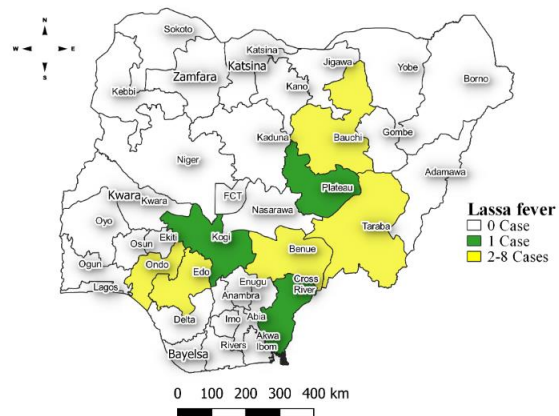 N
W E
S
Sokoto
Katsina
Katsina
Zamfara
Jigawa
Yobe
Borno
Kebbi
Kano
Kaduna
Bauchi
Gombe
Niger
Adamawa
Plateau
Kwara
Kwara
FCT
Nasarawa
Taraba
Oyo
Ekiti
Kogi
Osun
Benue
Ogun
Ondo
Edo
Enugu
Cross
River
Lagos
Anambra
Delta
Imo
Abia
Bayelsa
Rivers
Akwa
Ibom
Lassa fever
0 Case
1 Case
2-8 Cases
0 100 200 300 400 km